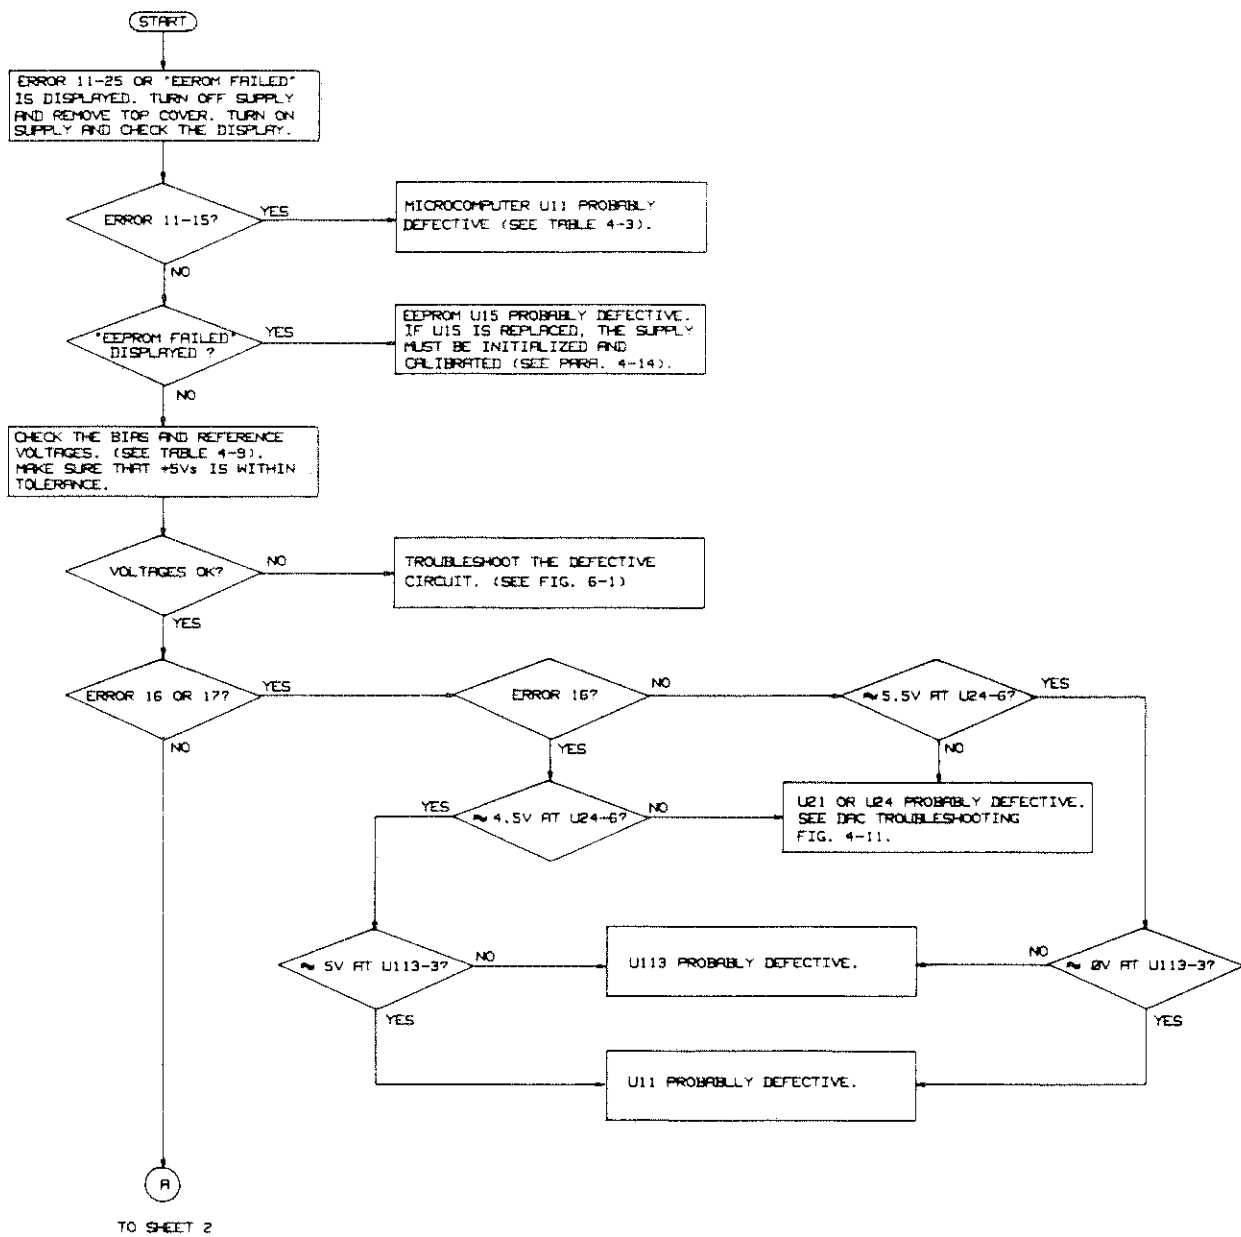 START
ERROR 11-25 OR "EEROM FAILED"
IS DISPLAYED. TURN OFF SUPPLY
AND REMOVE TOP COVER. TURN ON
SUPPLY AND CHECK THE DISPLAY.
ERROR 11-15?
YES
MICROCOMPUTER U11 PROBABLY
DEFECTIVE (SEE TABLE 4-3).
NO
"EEPROM FAILED"
DISPLAYED ?
YES
EEPROM U15 PROBABLY DEFECTIVE.
IF U15 IS REPLACED, THE SUPPLY
MUST BE INITIALIZED AND
CALIBRATED (SEE PARA. 4-14).
NO
CHECK THE BIAS AND REFERENCE
VOLTAGES. (SEE TABLE 4-9).
MAKE SURE THAT +5Vs IS WITHIN
TOLERANCE.
VOLTAGES OK?
NO
TROUBLESHOOT THE DEFECTIVE
CIRCUIT. (SEE FIG. 6-1)
YES
ERROR 16 OR 17?
YES
ERROR 16?
NO
≈ 5.5V AT U24-6?
YES
NO
YES
NO
YES
≈ 4.5V AT U24-6?
NO
U21 OR U24 PROBABLY DEFECTIVE.
SEE DAC TROUBLESHOOTING
FIG. 4-11.
≈ 5V AT U113-3?
NO
U113 PROBABLY DEFECTIVE.
NO
≈ 0V AT U113-3?
YES
YES
U11 PROBABLLY DEFECTIVE.
A
TO SHEET 2